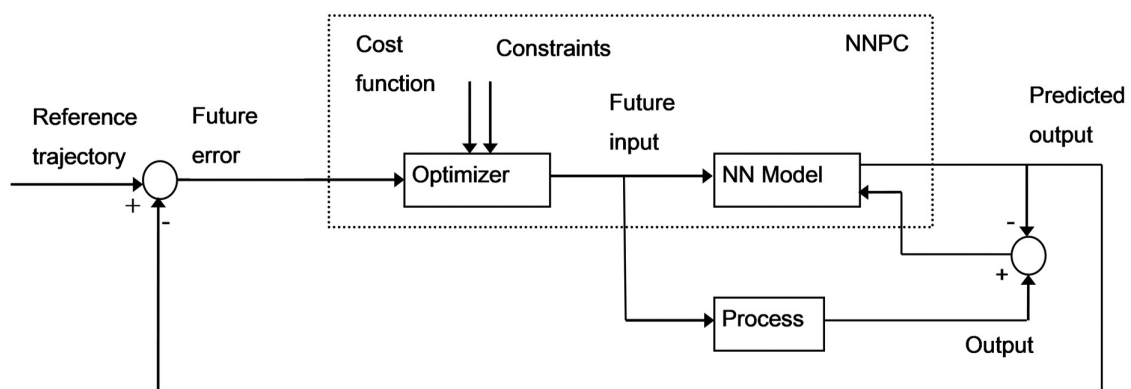 Cost
function
Constraints
NNPC
Reference
trajectory
Future
error
Future
input
Predicted
output
Optimizer
NN Model
+
-
-
+
Process
Output